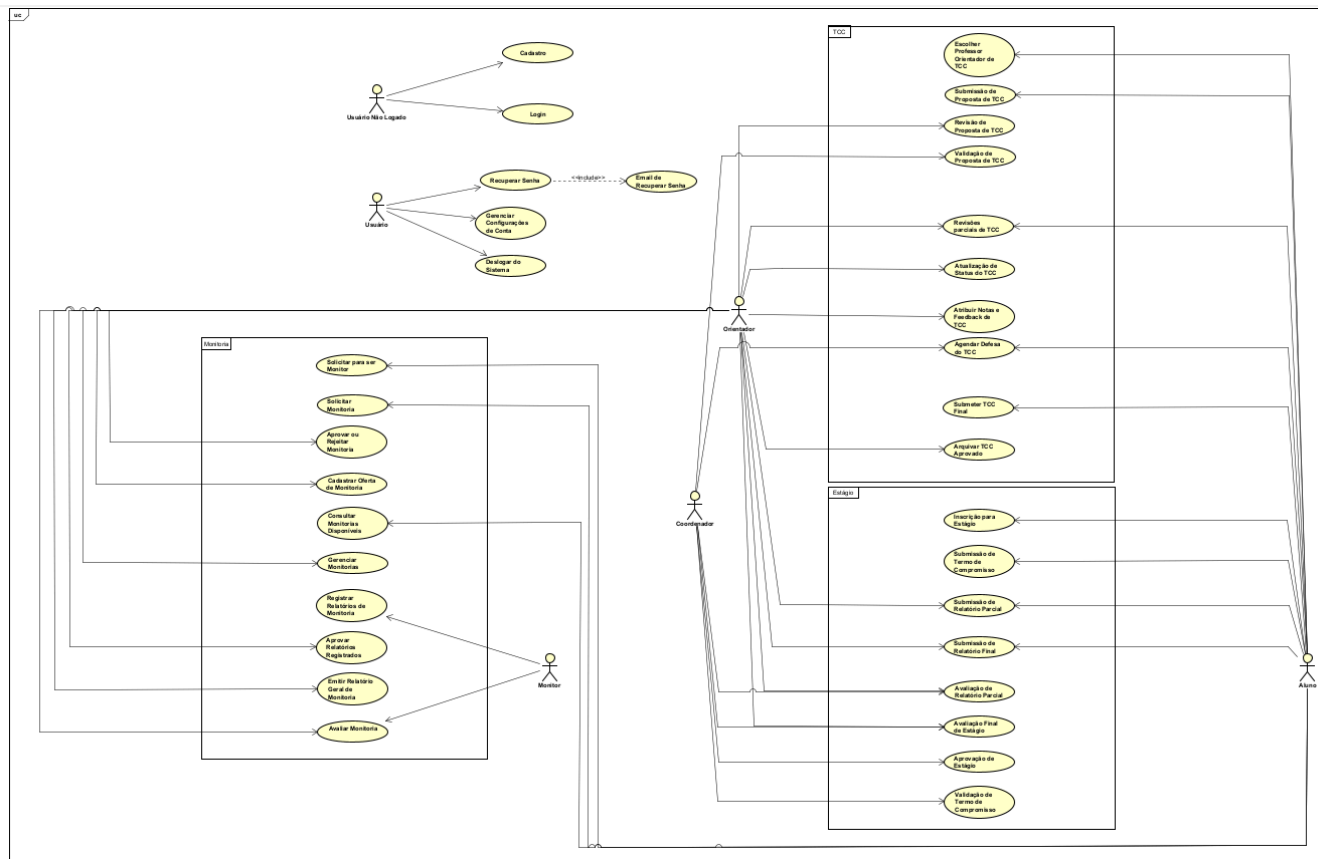 uc
Cadastro
Login
Usuário Não Logado
Recuperar Senha
<<include>>
Email de
Recuperar Senha
Usuário
Gerenciar
Configurações
de Conta
Deslogar do
Sistema
TCC
Escolher
Professor
Orientador de
TCC
Submissão de
Proposta de TCC
Revisão de
Proposta de TCC
Validação de
Proposta de TCC
Revisões
parciais de TCC
Atualização de
Status do TCC
Atribuir Notas e
Feedback de
TCC
Agendar Defesa
do TCC
Submeter TCC
Final
Arquivar TCC
Aprovado
Orientador
Coordenador
Monitoria
Solicitar para ser
Monitor
Solicitar
Monitoria
Aprovar ou
Rejeitar
Monitoria
Cadastrar Oferta
de Monitoria
Consultar
Monitorias
Disponíveis
Gerenciar
Monitorias
Registrar
Relatórios de
Monitoria
Aprovar
Relatórios
Registrados
Emitir Relatório
Geral de
Monitoria
Avaliar Monitoria
Monitor
Estágio
Inscrição para
Estágio
Submissão de
Termo de
Compromisso
Submissão de
Relatório Parcial
Submissão de
Relatório Final
Avaliação de
Relatório Parcial
Avaliação Final
de Estágio
Aprovação de
Estágio
Validação de
Termo de
Compromisso
Aluno